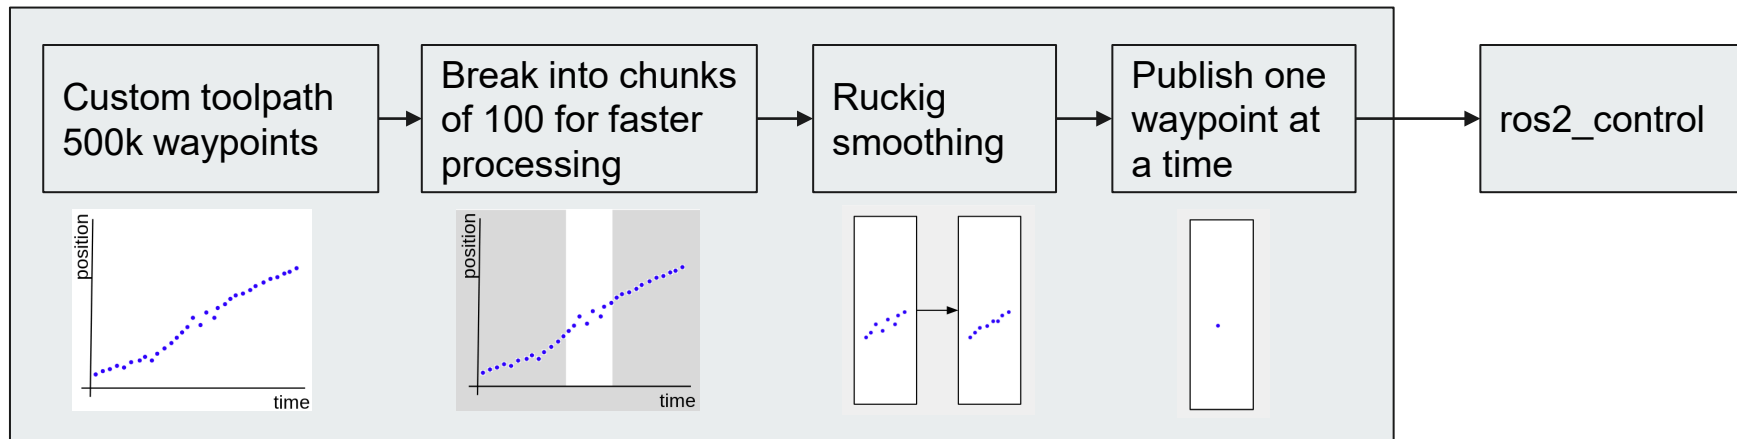 Custom toolpath
500k waypoints
Break into chunks
of 100 for faster
processing
Ruckig
smoothing
Publish one
waypoint at
a time
ros2_control
position
time
position
time